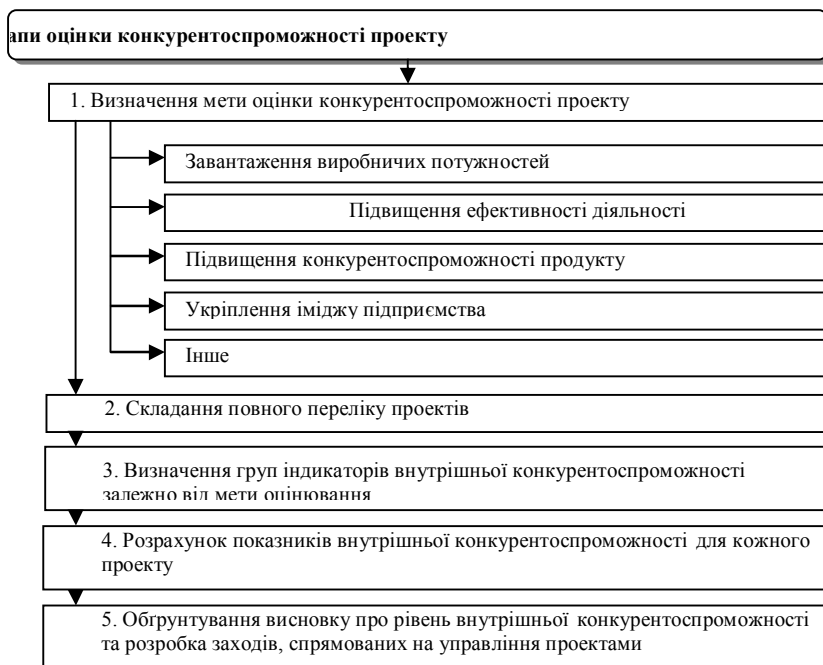 апи оцінки конкурентоспроможності проекту
1. Визначення мети оцінки конкурентоспроможності проекту
Завантаження виробничих потужностей
Підвищення ефективності діяльності
Підвищення конкурентоспроможності продукту
Укріплення іміджу підприємства
Інше
2. Складання повного переліку проектів
3. Визначення груп індикаторів внутрішньої конкурентоспроможності
залежно від мети оцінювання
4. Розрахунок показників внутрішньої конкурентоспроможності для кожного
проекту
5. Обґрунтування висновку про рівень внутрішньої конкурентоспроможності
та розробка заходів, спрямованих на управління проектами